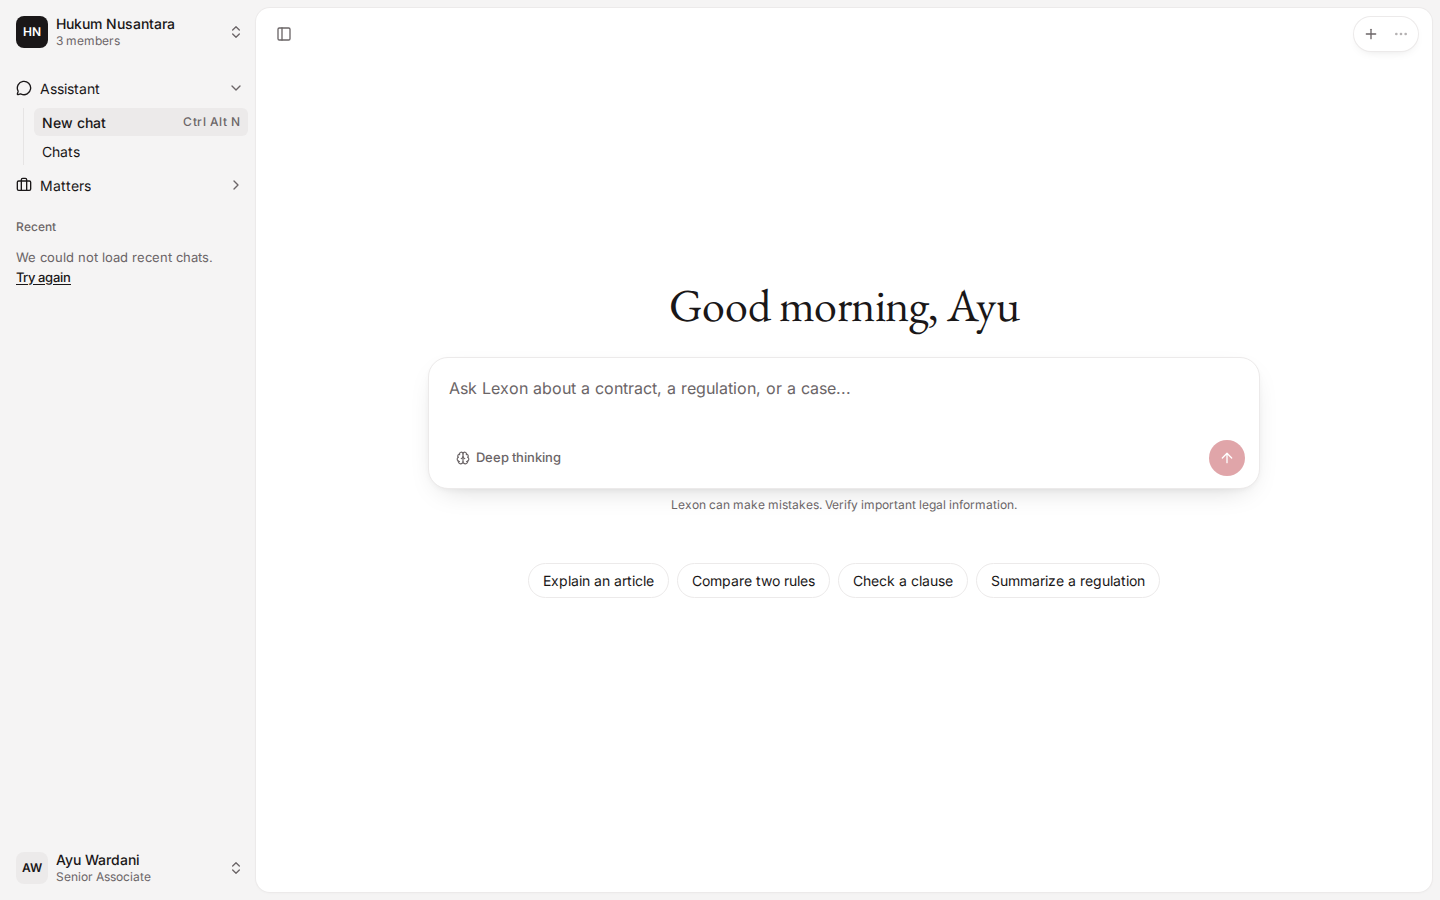 HN
Hukum Nusantara
3 members
Assistant
New chat
Ctrl Alt N
Chats
Matters
Recent
We could not load recent chats.
Try again
Good morning, Ayu
Ask Lexon about a contract, a regulation, or a case...
Deep thinking
Lexon can make mistakes. Verify important legal information.
Explain an article
Compare two rules
Check a clause
Summarize a regulation
AW
Ayu Wardani
Senior Associate